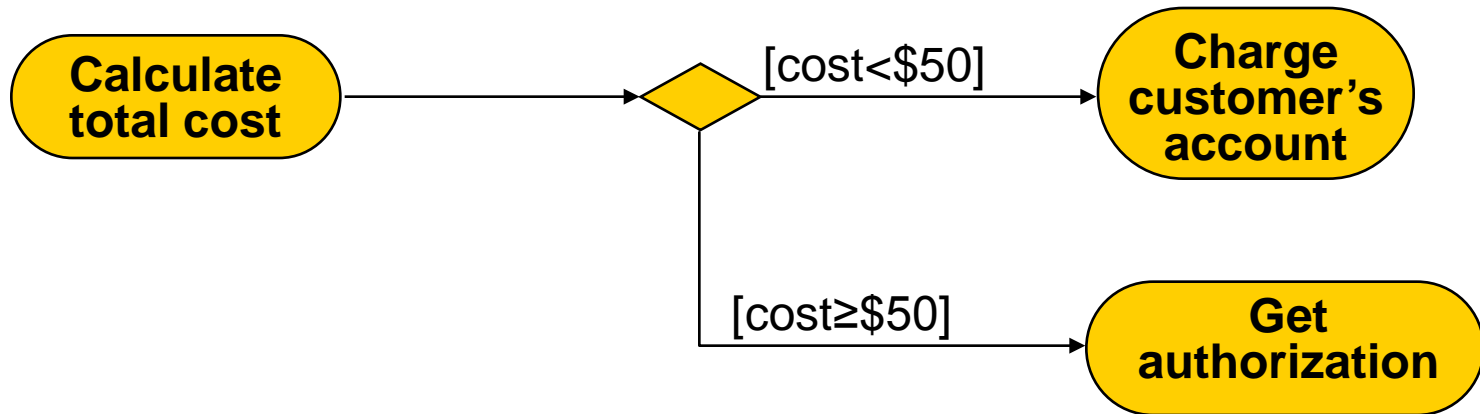 Calculate
total cost
[cost<$50]
Charge
customer’s
account
[cost≥$50]
Get
authorization